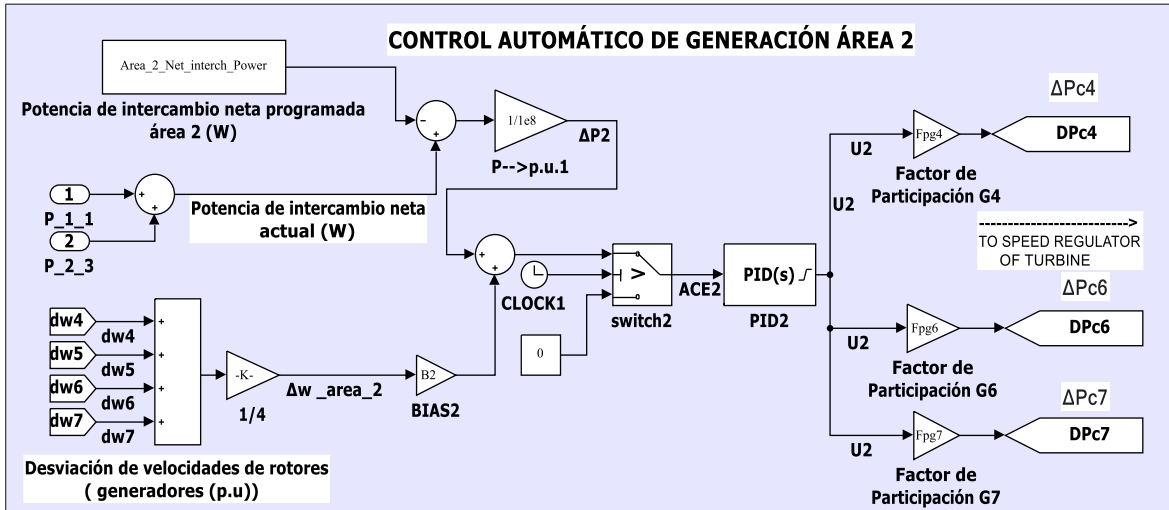 CONTROL AUTOMÁTICO DE GENERACIÓN ÁREA 2
Area_2_Net_interch_Power
Potencia de intercambio neta programada
área 2 (W)
-
+
1/1e8
P-->p.u.1
ΔP2
1
P_1_1
2
P_2_3
+
+
Potencia de intercambio neta
actual (W)
+
+
CLOCK1
0
>
switch2
ACE2
PID(s)
PID2
dw4
dw4
dw5
dw5
dw6
dw6
dw7
dw7
+
+
+
+
-K-
1/4
Δw _area_2
B2
BIAS2
Desviación de velocidades de rotores
( generadores (p.u))
U2
U2
Fpg4
Factor de
Participación G4
ΔPc4
DPc4
------------------------>
TO SPEED REGULATOR
OF TURBINE
U2
Fpg6
Factor de
Participación G6
ΔPc6
DPc6
U2
Fpg7
Factor de
Participación G7
ΔPc7
DPc7